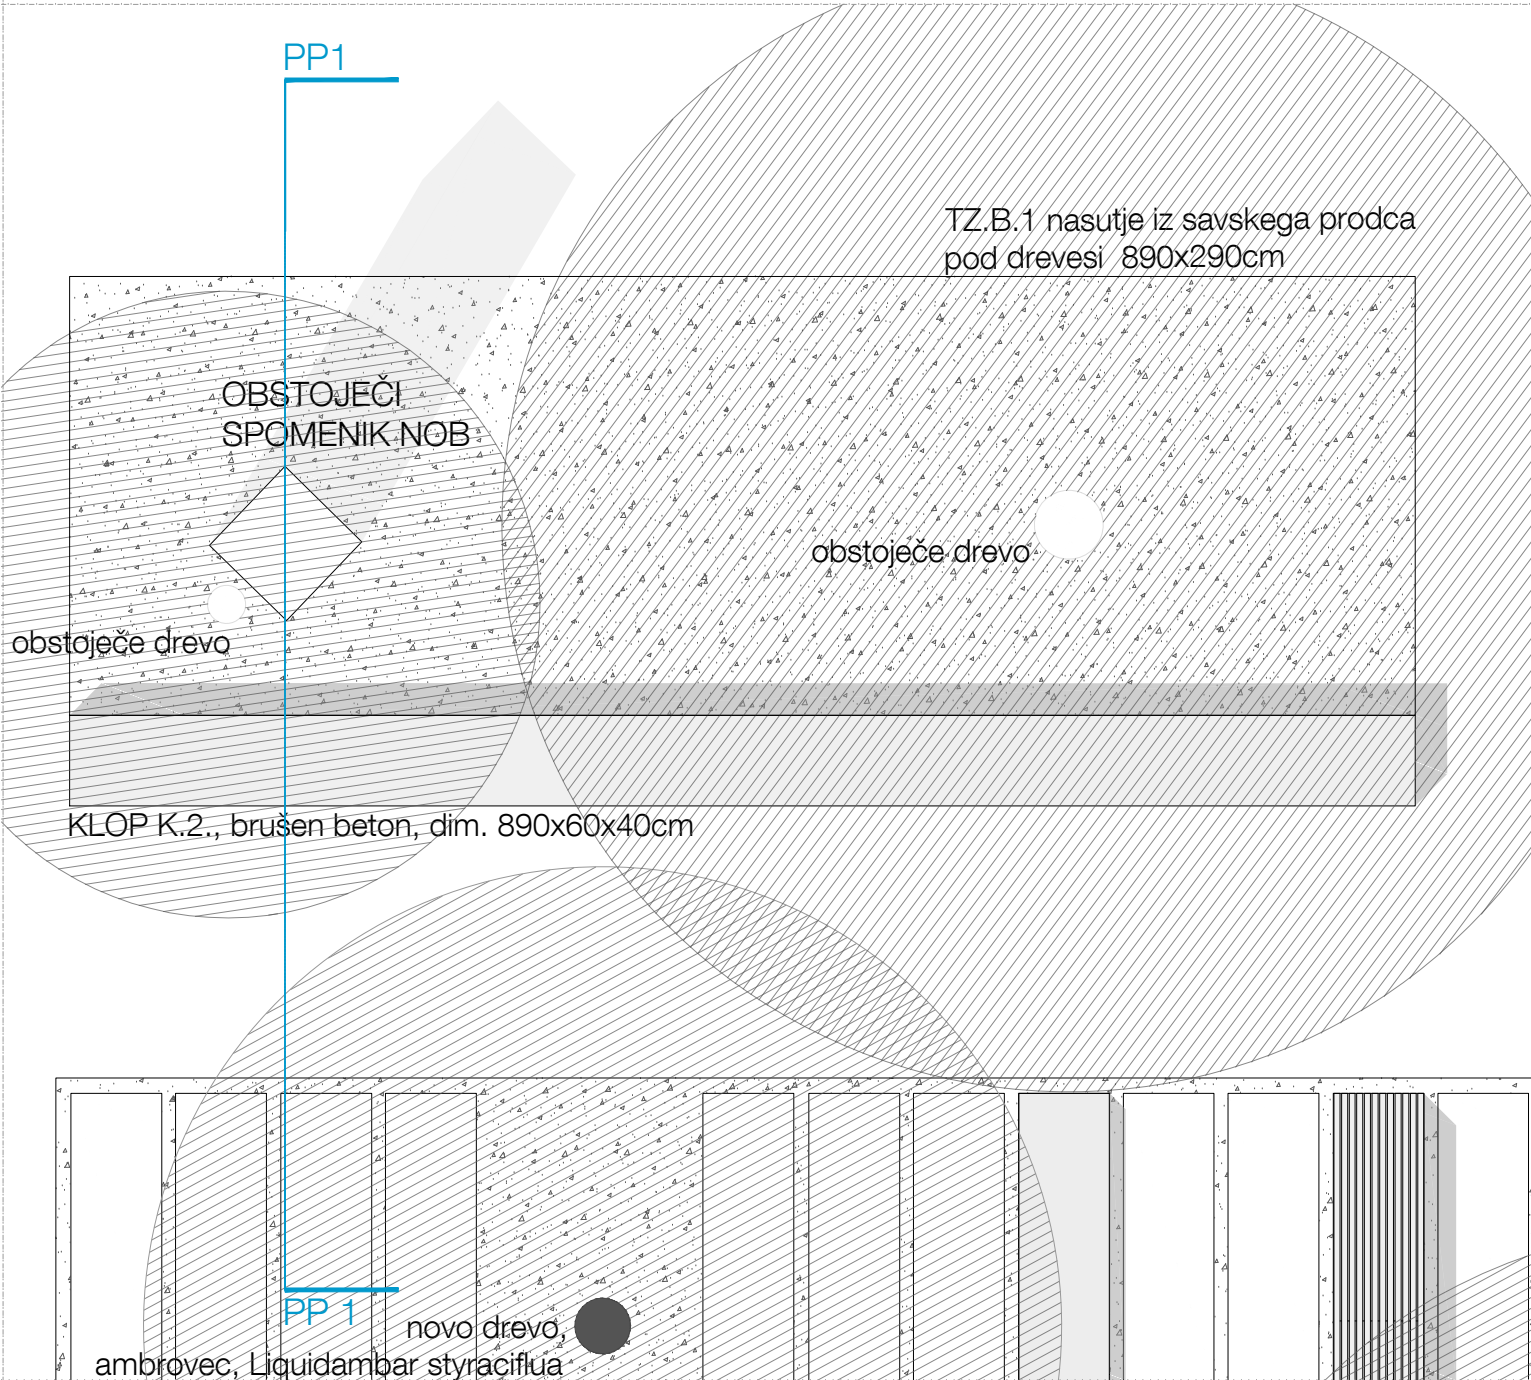 PP1
TZ.B.1 nasutje iz savskega prodca
pod drevesi 890x290cm
OBSTOJEČI
SPOMENIK NOB
obstoječe drevo
obstoječe drevo
KLOP K.2., brušen beton, dim. 890x60x40cm
PP 1
novo drevo,
ambrovec, Liquidambar styraciflua